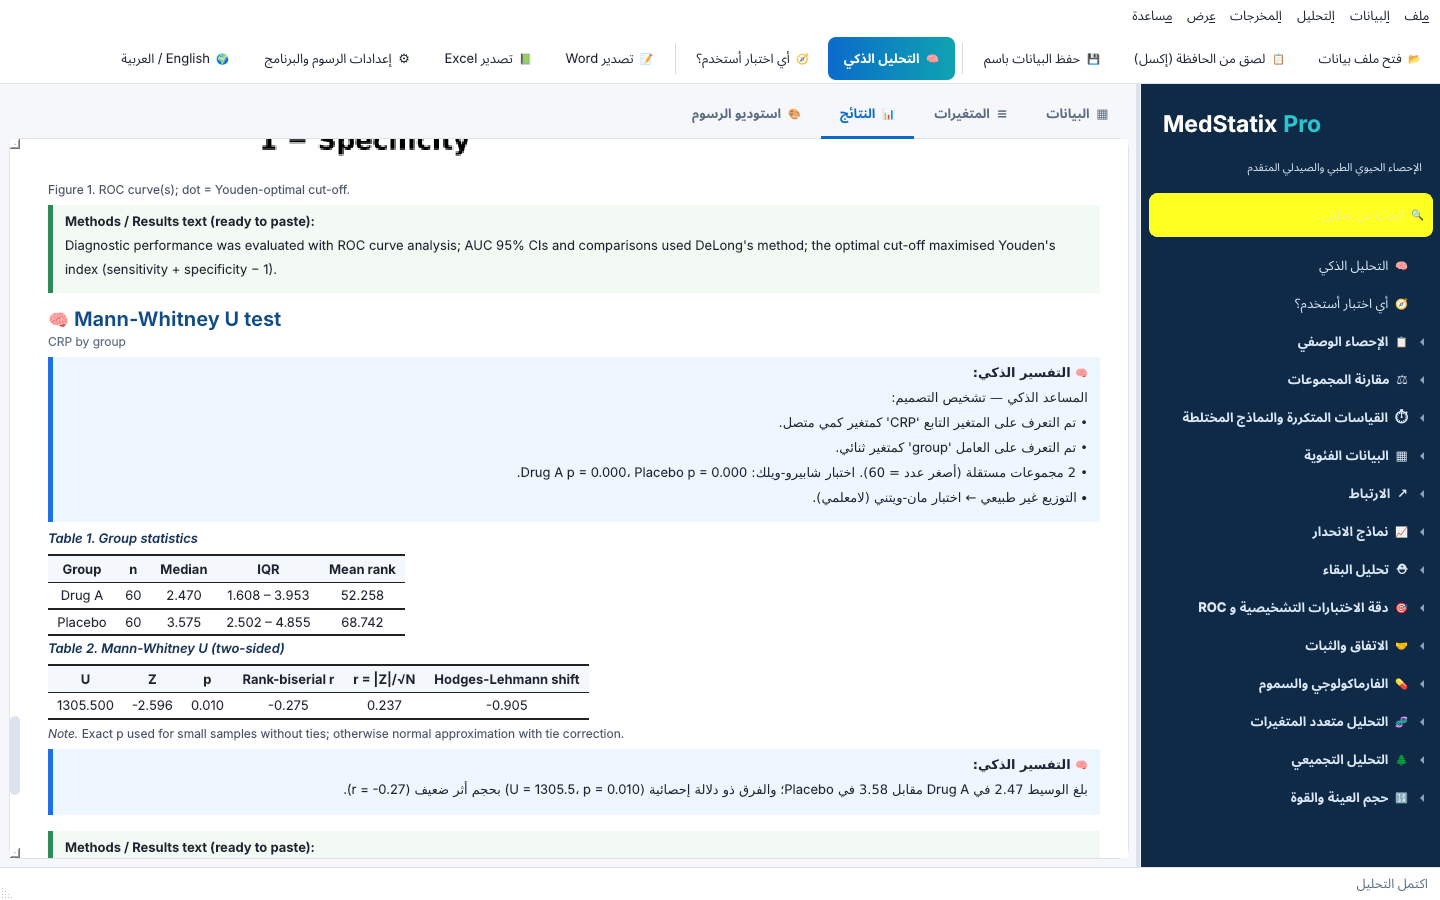 ملف البيانات التحليل المخرجات عرض مساعدة
📂 فتح ملف بيانات 📋 لصق من الحافظة (إكسل) 💾 حفظ البيانات باسم 🧠 التحليل الذكي 🧭 أي اختبار أستخدم؟ 📝 تصدير Word 📗 تصدير Excel ⚙ إعدادات الرسوم والبرنامج 🌍 English / العربية
MedStatix Pro
الإحصاء الحيوي الطبي والصيدلي المتقدم
🧠 التحليل الذكي
🧭 أي اختبار أستخدم؟
📋 الإحصاء الوصفي
⚖ مقارنة المجموعات
⏱ القياسات المتكررة والنماذج المختلطة
▦ البيانات الفئوية
↗ الارتباط
📈 نماذج الانحدار
⛑ تحليل البقاء
🎯 دقة الاختبارات التشخيصية و ROC
🤝 الاتفاق والثبات
💊 الفارماكولوجي والسموم
🧬 التحليل متعدد المتغيرات
🌲 التحليل التجميعي
🔢 حجم العينة والقوة
▦ البيانات ≡ المتغيرات 📊 النتائج 🎨 استوديو الرسوم
1 − Specificity
Figure 1. ROC curve(s); dot = Youden-optimal cut-off.
Methods / Results text (ready to paste):
Diagnostic performance was evaluated with ROC curve analysis; AUC 95% CIs and comparisons used DeLong's method; the optimal cut-off maximised Youden's
index (sensitivity + specificity − 1).
🧠 Mann-Whitney U test
CRP by group
🧠 التفسير الذكي:
المساعد الذكي — تشخيص التصميم:
• تم التعرف على المتغير التابع 'CRP' كمتغير كمي متصل.
• تم التعرف على العامل 'group' كمتغير ثنائي.
• 2 مجموعات مستقلة (أصغر عدد = 60). اختبار شابيرو-ويلك: Drug A p = 0.000، Placebo p = 0.000.
• التوزيع غير طبيعي ← اختبار مان-ويتني (لامعلمي).
Table 1. Group statistics
Group n Median IQR Mean rank
Drug A 60 2.470 1.608 – 3.953 52.258
Placebo 60 3.575 2.502 – 4.855 68.742
Table 2. Mann-Whitney U (two-sided)
U Z p Rank-biserial r r = |Z|/√N Hodges-Lehmann shift
1305.500 -2.596 0.010 -0.275 0.237 -0.905
Note. Exact p used for small samples without ties; otherwise normal approximation with tie correction.
🧠 التفسير الذكي:
بلغ الوسيط 2.47 في Drug A مقابل 3.58 في Placebo؛ والفرق ذو دلالة إحصائية (U = 1305.5، p = 0.010) بحجم أثر ضعيف (r = -0.27).
Methods / Results text (ready to paste):
اكتمل التحليل